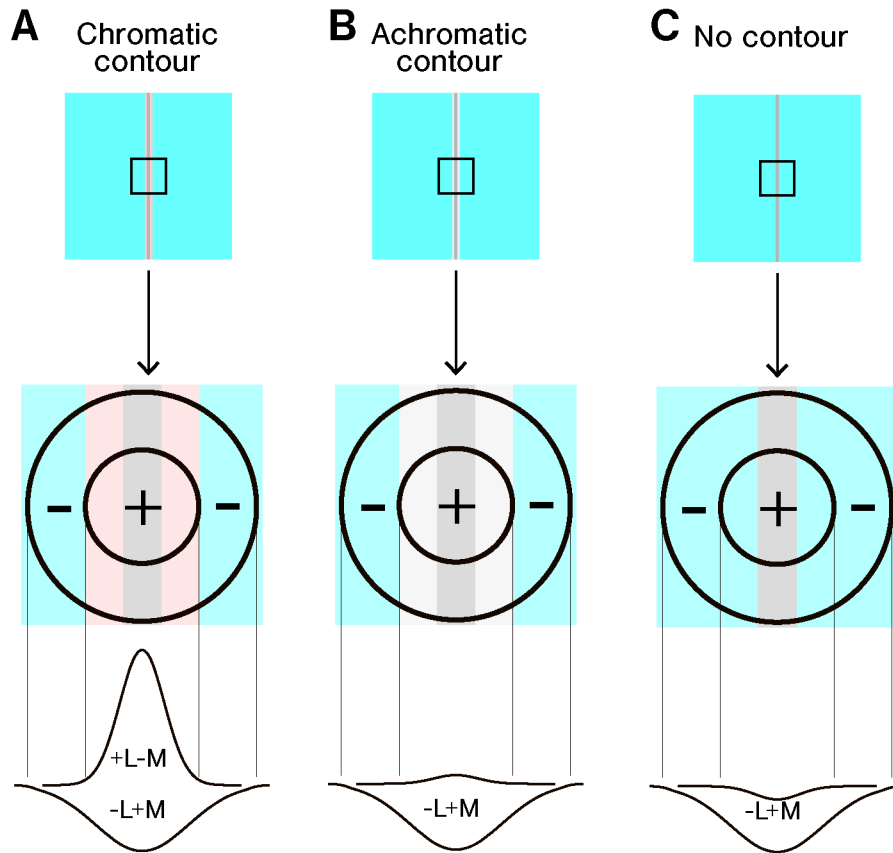 A
Chromatic
contour
B
Achromatic
contour
C
No contour
- + -
- + -
- + -
+L-M
-L+M
-L+M
-L+M